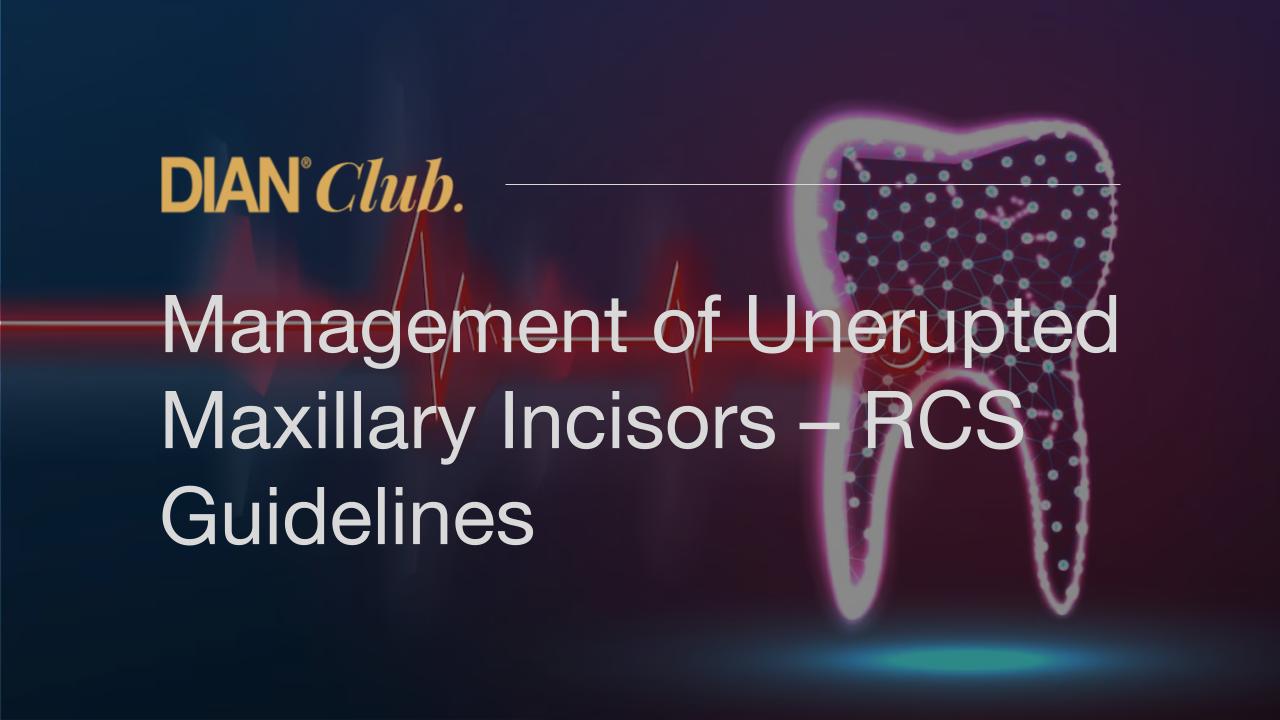 DIAN® Club.
Management of Unerupted
Maxillary Incisors – RCS
Guidelines